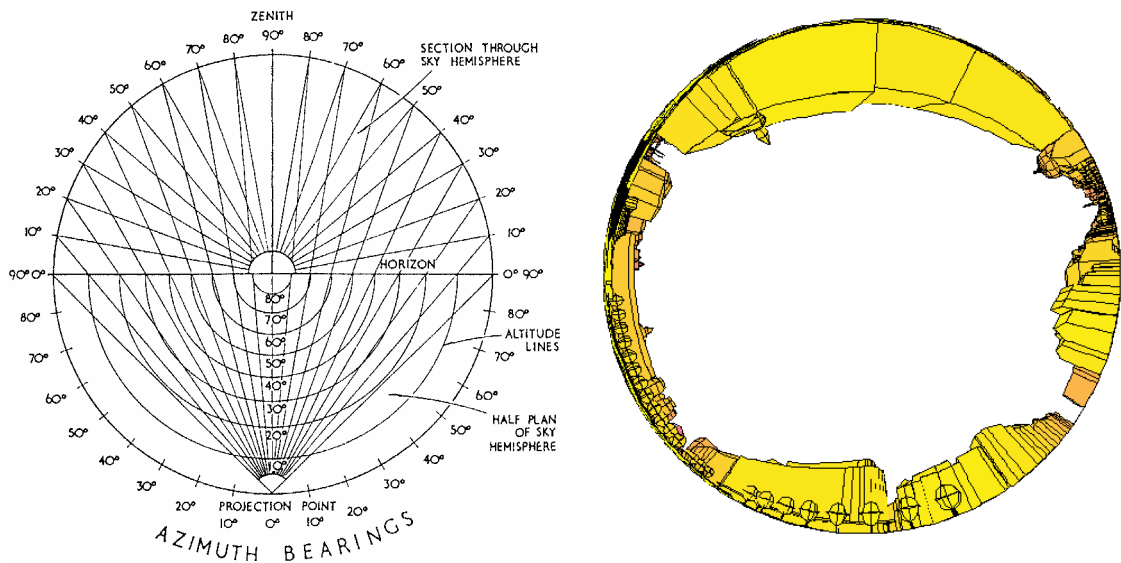 ZENITH
90°
80° 80°
70° 70°
60° 60°
50° 50°
40° 40°
30° 30°
20° 20°
10° 10°
SECTION THROUGH
SKY HEMISPHERE
HORIZON
90° 0° 0° 90°
80° 80°
70° 70°
60° 60°
50° 50°
40° 40°
30° 30°
20° 20°
10° 0° 10°
80°
70°
60°
50°
40°
30°
20°
10°
ALTITUDE
LINES
HALF PLAN
OF SKY
HEMISPHERE
PROJECTION POINT
AZIMUTH BEARINGS